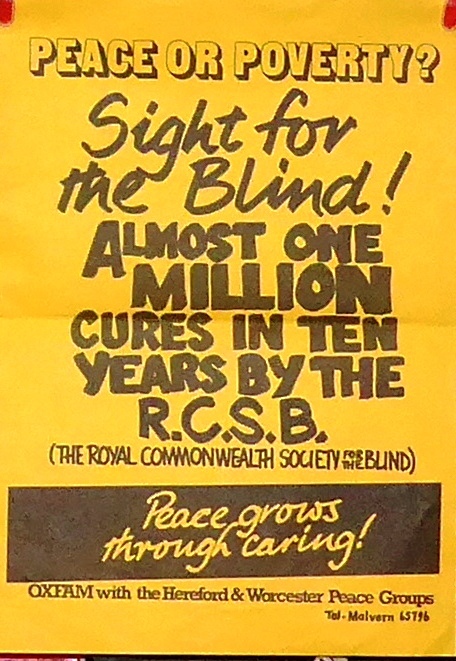 PEACE OR POVERTY?
Sight for
the Blind!
ALMOST ONE
MILLION
CURES IN TEN
YEARS BY THE
R.C.S.B.
(THE ROYAL COMMONWEALTH SOCIETY FOR THE BLIND)
Peace grows
through caring!
OXFAM with the Hereford & Worcester Peace Groups
Tel- Malvern 65796